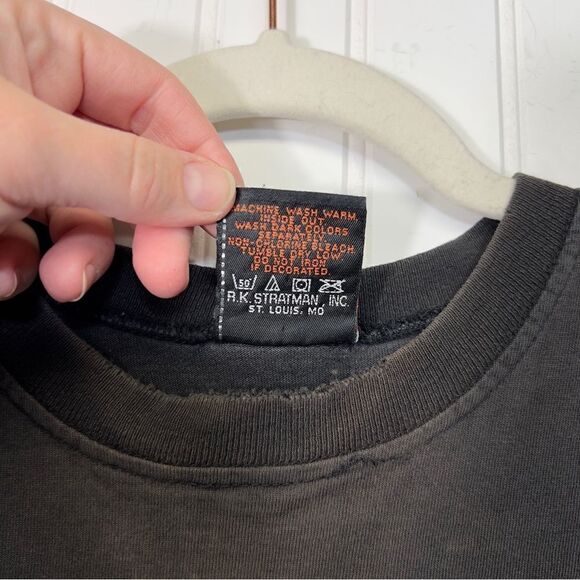 MACHINE WASH WARM
INSIDE OUT
WASH DARK COLORS
SEPARATELY
NON-CHLORINE BLEACH
TUMBLE DRY LOW
DO NOT IRON
IF DECORATED
50
R.K. STRATMAN, INC.
ST. LOUIS, MO